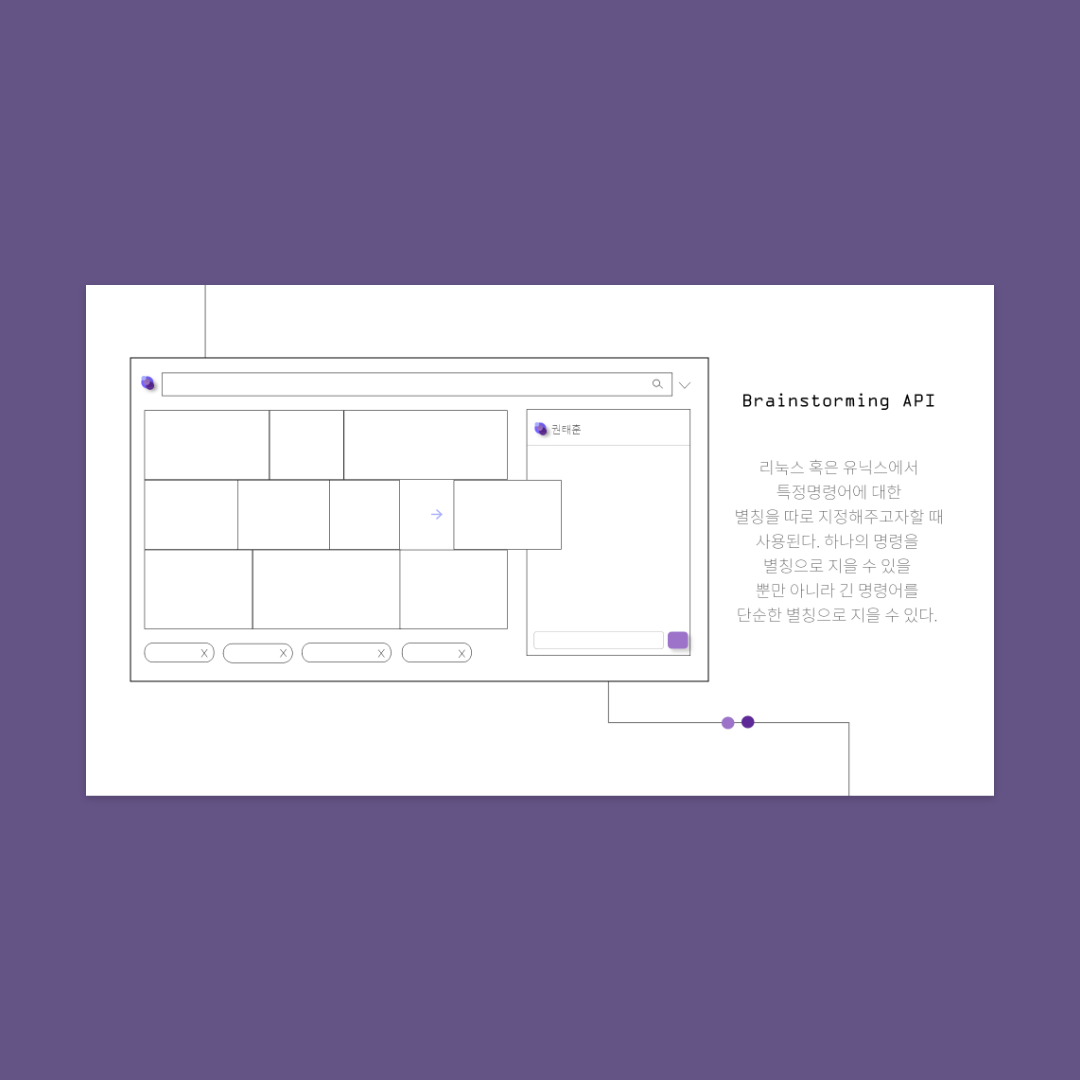 권태훈
X
X
X
X
Brainstorming API
리눅스 혹은 유닉스에서
특정명령어에 대한
별칭을 따로 지정해주고자할 때
사용된다. 하나의 명령을
별칭으로 지을 수 있을
뿐만 아니라 긴 명령어를
단순한 별칭으로 지을 수 있다.